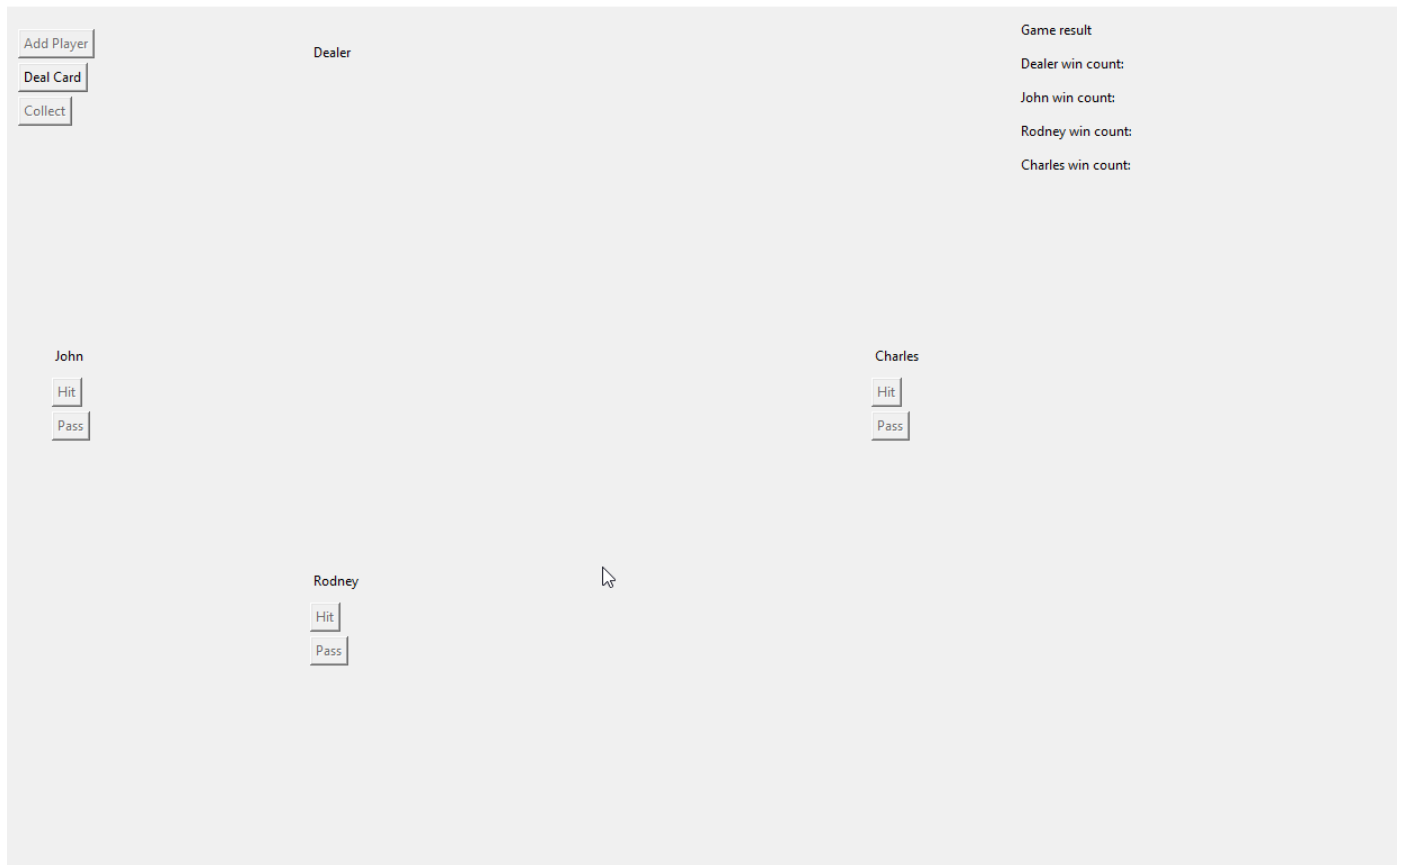 Add Player
Deal Card
Collect
Dealer
Game result
Dealer win count:
John win count:
Rodney win count:
Charles win count:
John
Hit
Pass
Charles
Hit
Pass
Rodney
Hit
Pass